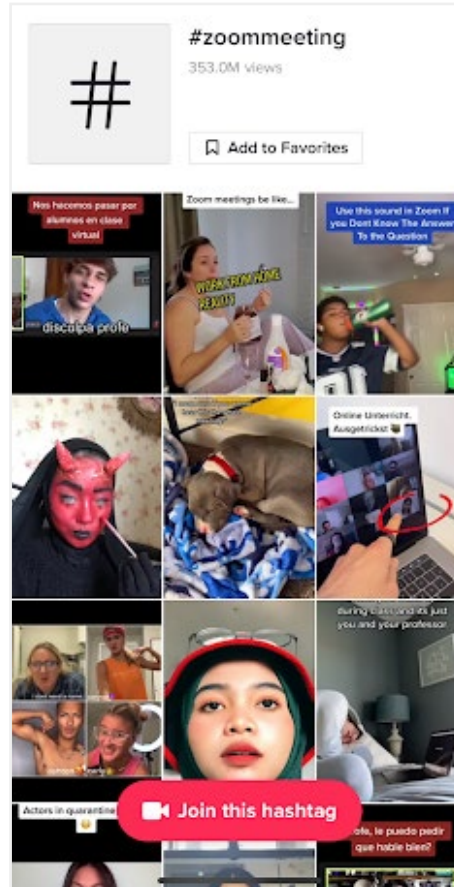 #zoommeeting
353.0M views
Add to Favorites
Nos hacemos pasar por
alumnos en clase
virtual
discolpa profe
Zoom meetings be like...
WORK FROM HOME
REALITY
Use this sound in Zoom If
you Dont Know The Answer
To the Question
Online Unterricht.
Ausgetrickst
during class and its just
you and your professor
Actors in quarantine
Join this hashtag
le puedo pedir
que hable bien?